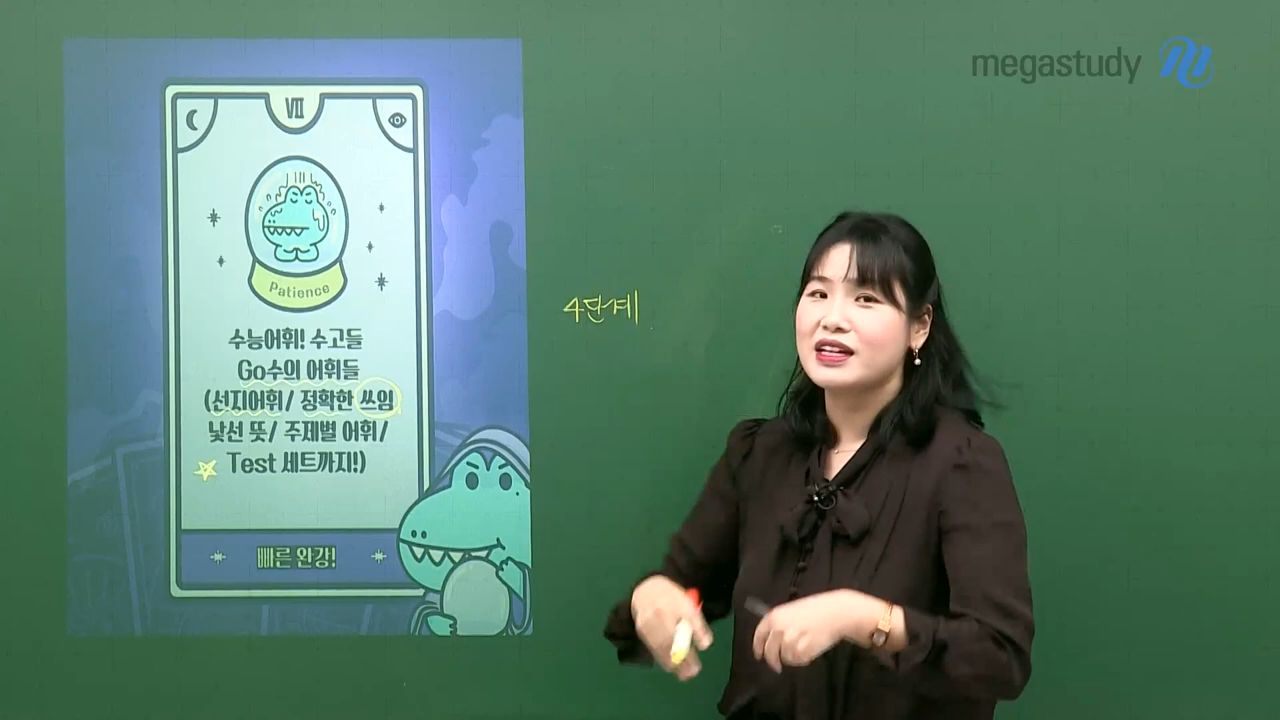 megastudy
VII
Patience
수능어휘! 수고들
Go수의 어휘들
(선지어휘/ 정확한 쓰임
낯선 뜻/ 주제별 어휘/
Test 세트까지!)
빠른 완강!
4단계